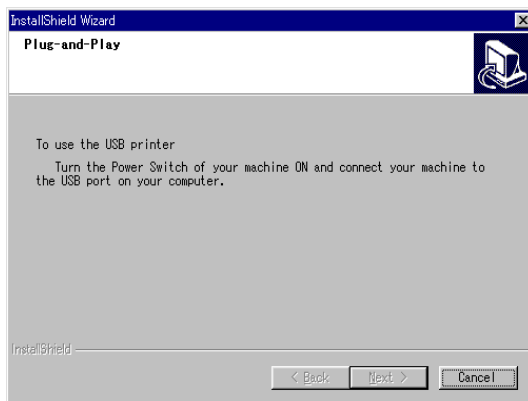 InstallShield Wizard
Plug-and-Play
To use the USB printer
Turn the Power Switch of your machine ON and connect your machine to
the USB port on your computer.
InstallShield
< Back
Next >
Cancel